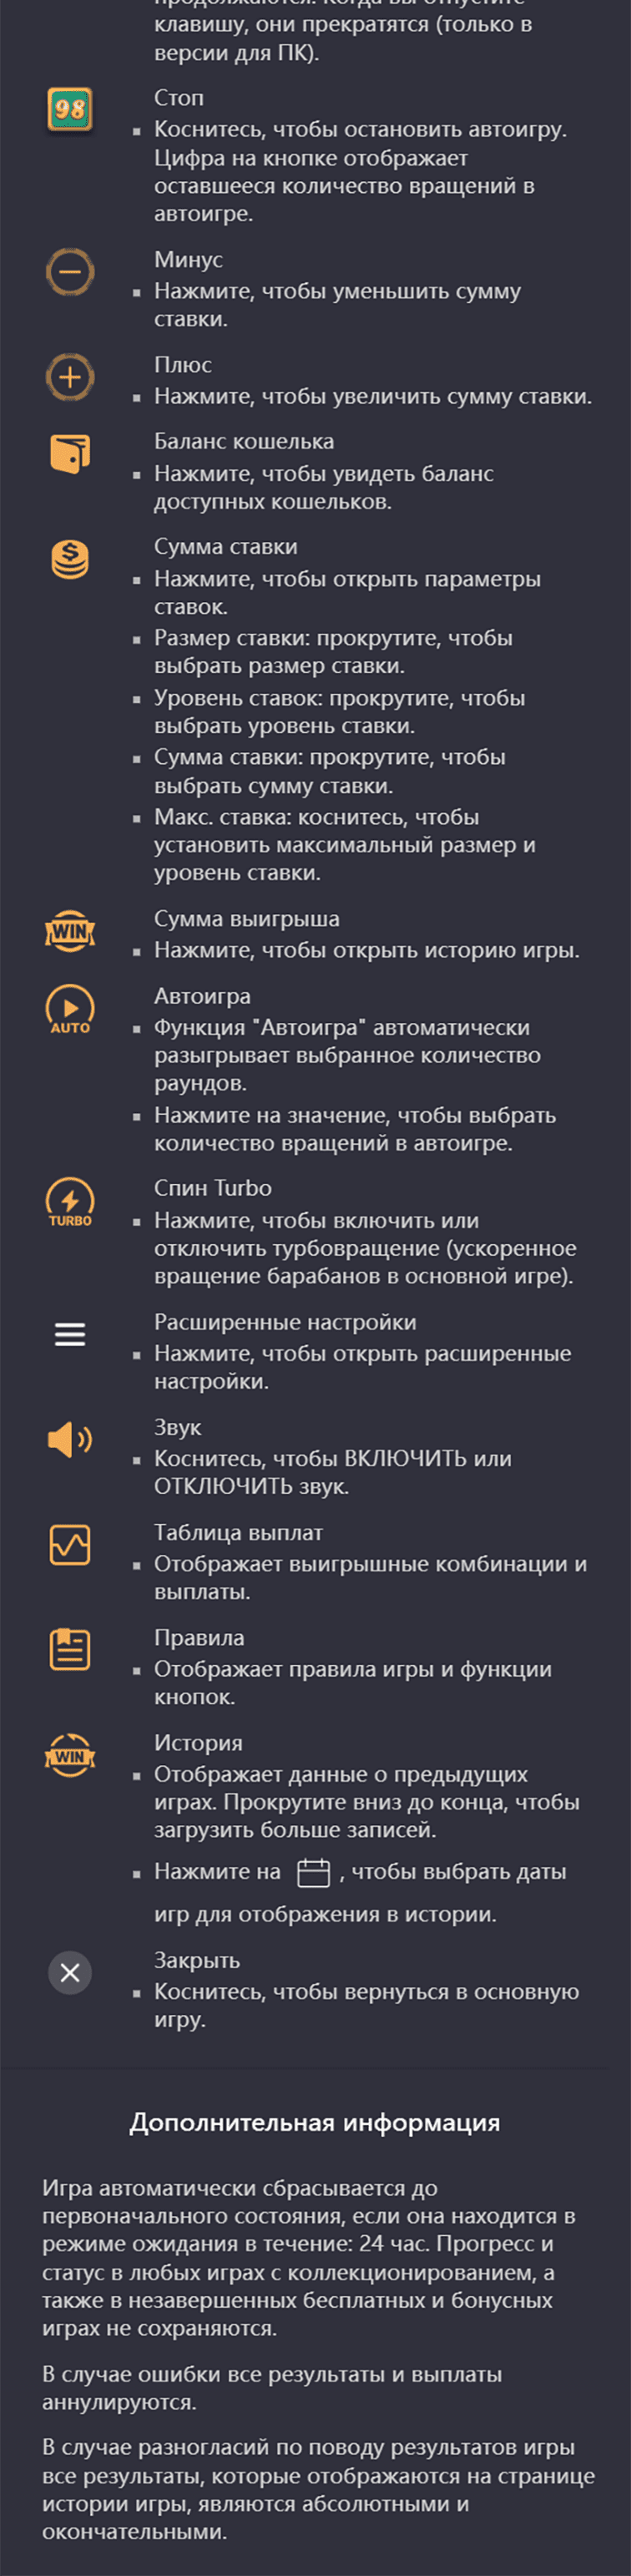 продолжаются. Когда вы отпустите
клавишу, они прекратятся (только в
версии для ПК).
98
Стоп
▪ Коснитесь, чтобы остановить автоигру.
Цифра на кнопке отображает
оставшееся количество вращений в
автоигре.
Минус
▪ Нажмите, чтобы уменьшить сумму
ставки.
Плюс
▪ Нажмите, чтобы увеличить сумму ставки.
Баланс кошелька
▪ Нажмите, чтобы увидеть баланс
доступных кошельков.
Сумма ставки
▪ Нажмите, чтобы открыть параметры
ставок.
▪ Размер ставки: прокрутите, чтобы
выбрать размер ставки.
▪ Уровень ставок: прокрутите, чтобы
выбрать уровень ставки.
▪ Сумма ставки: прокрутите, чтобы
выбрать сумму ставки.
▪ Макс. ставка: коснитесь, чтобы
установить максимальный размер и
уровень ставки.
WIN
Сумма выигрыша
▪ Нажмите, чтобы открыть историю игры.
AUTO
Автоигра
▪ Функция "Автоигра" автоматически
разыгрывает выбранное количество
раундов.
▪ Нажмите на значение, чтобы выбрать
количество вращений в автоигре.
TURBO
Спин Turbo
▪ Нажмите, чтобы включить или
отключить турбовращение (ускоренное
вращение барабанов в основной игре).
Расширенные настройки
▪ Нажмите, чтобы открыть расширенные
настройки.
Звук
▪ Коснитесь, чтобы ВКЛЮЧИТЬ или
ОТКЛЮЧИТЬ звук.
Таблица выплат
▪ Отображает выигрышные комбинации и
выплаты.
Правила
▪ Отображает правила игры и функции
кнопок.
WIN
История
▪ Отображает данные о предыдущих
играх. Прокрутите вниз до конца, чтобы
загрузить больше записей.
▪ Нажмите на , чтобы выбрать даты
игр для отображения в истории.
Закрыть
▪ Коснитесь, чтобы вернуться в основную
игру.
Дополнительная информация
Игра автоматически сбрасывается до
первоначального состояния, если она находится в
режиме ожидания в течение: 24 час. Прогресс и
статус в любых играх с коллекционированием, а
также в незавершенных бесплатных и бонусных
играх не сохраняются.
В случае ошибки все результаты и выплаты
аннулируются.
В случае разногласий по поводу результатов игры
все результаты, которые отображаются на странице
истории игры, являются абсолютными и
окончательными.